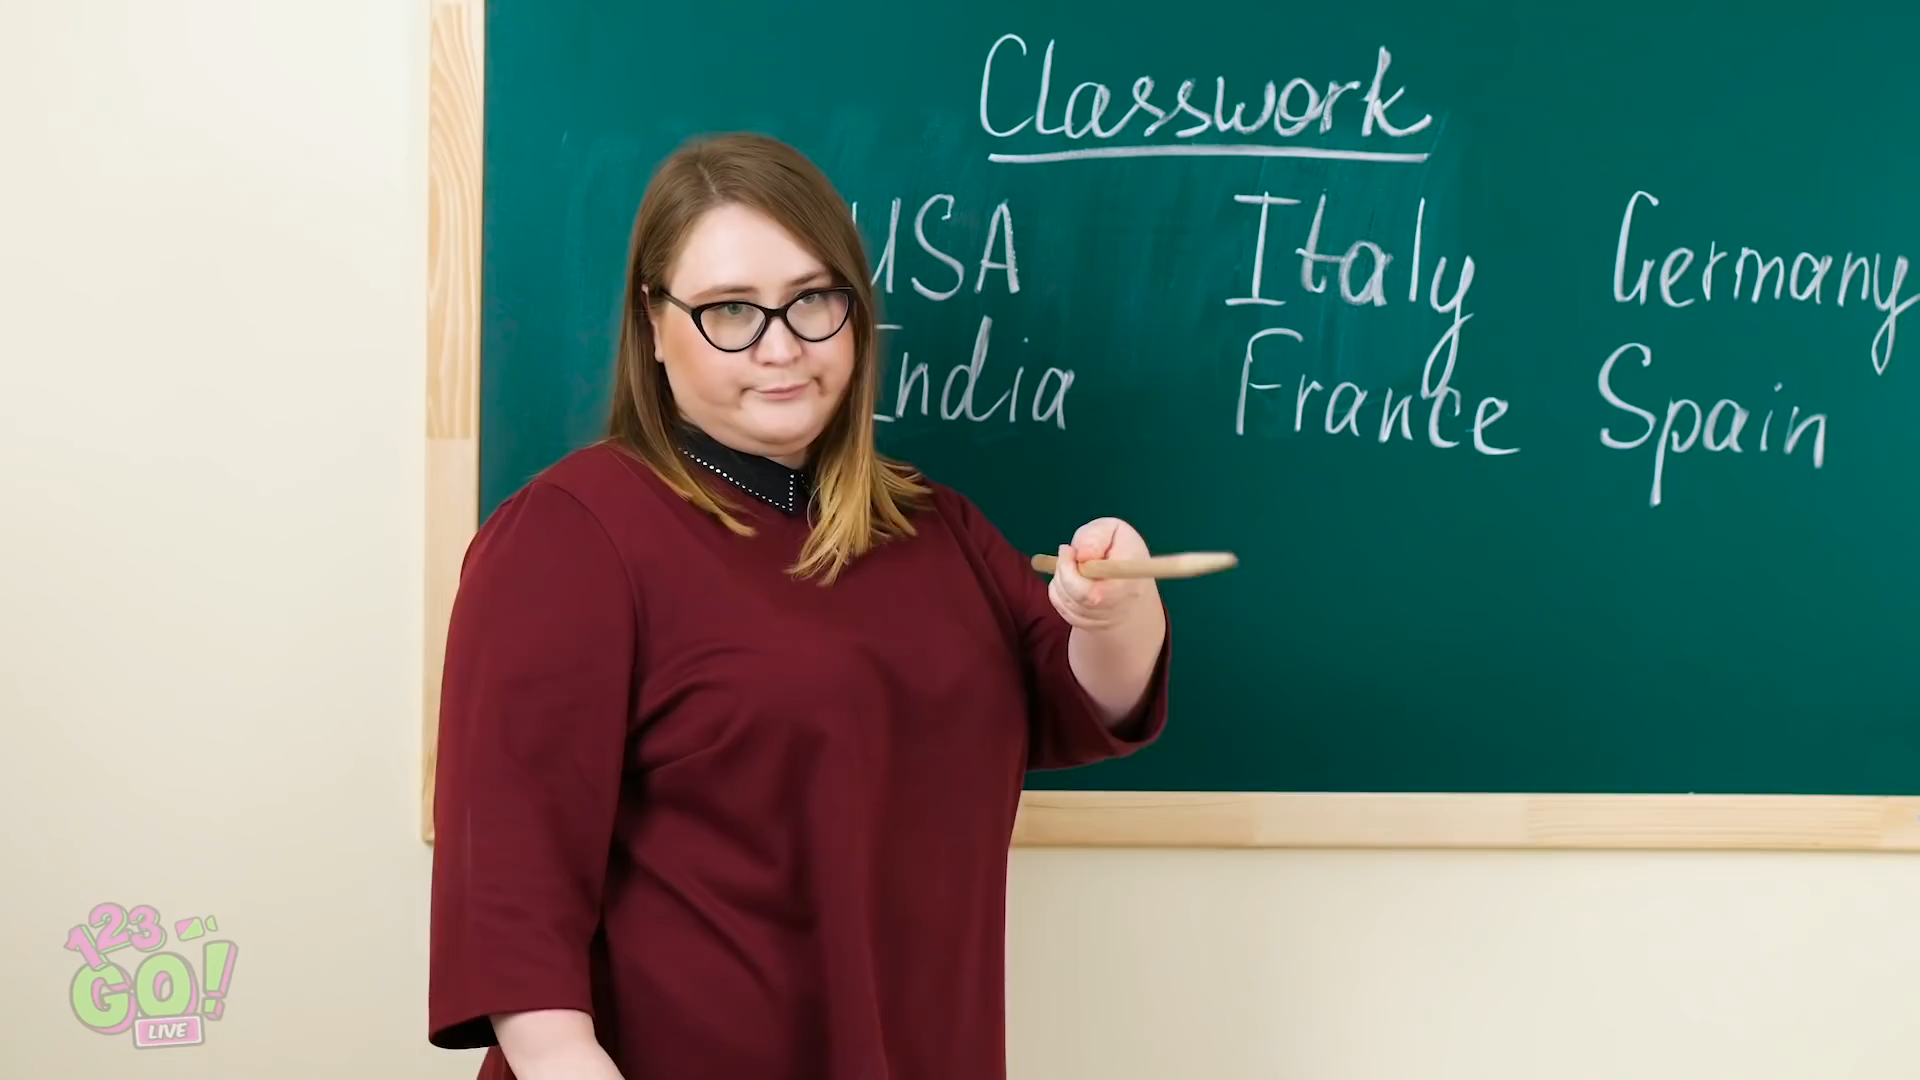 Classwork
USA Italy Germany
India France Spain
123
GO!
LIVE